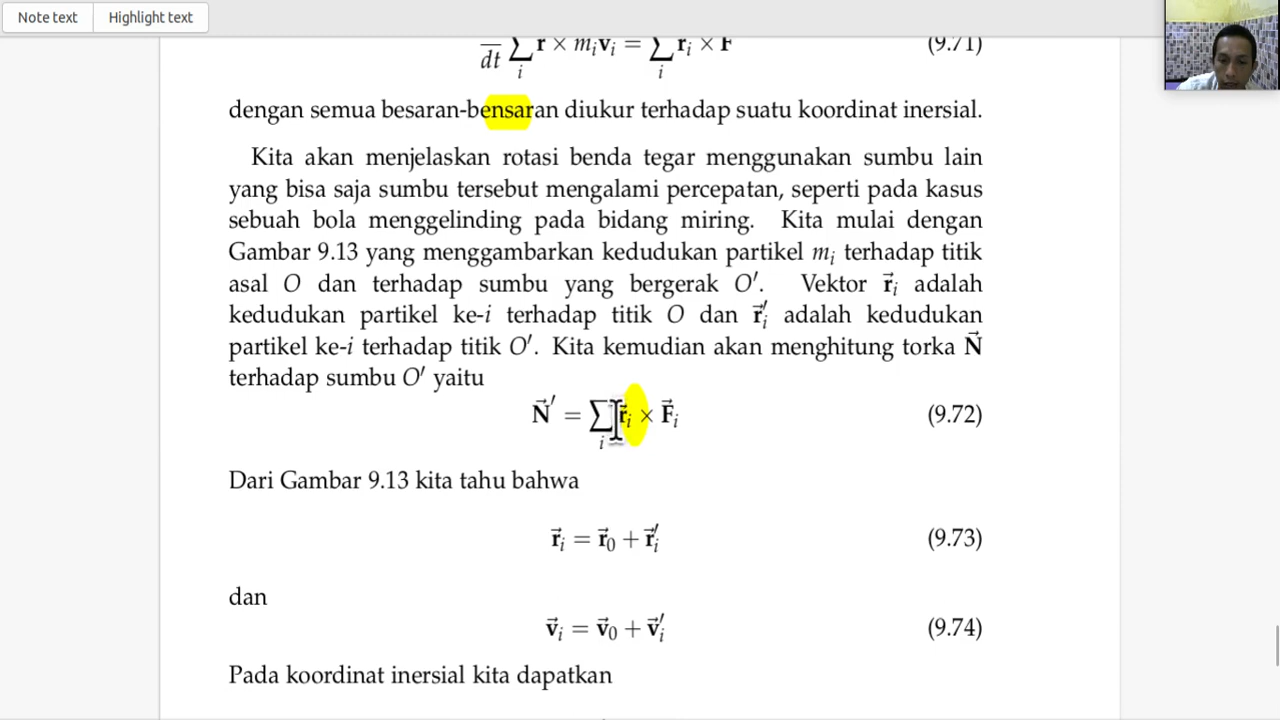 Note text Highlight text
d/dt ∑_i r × m_i v_i = ∑_i r_i × F (9.71)
dengan semua besaran-bensaran diukur terhadap suatu koordinat inersial.
Kita akan menjelaskan rotasi benda tegar menggunakan sumbu lain
yang bisa saja sumbu tersebut mengalami percepatan, seperti pada kasus
sebuah bola menggelinding pada bidang miring. Kita mulai dengan
Gambar 9.13 yang menggambarkan kedudukan partikel m_i terhadap titik
asal O dan terhadap sumbu yang bergerak O′. Vektor r⃗_i adalah
kedudukan partikel ke-i terhadap titik O dan r⃗′_i adalah kedudukan
partikel ke-i terhadap titik O′. Kita kemudian akan menghitung torka N⃗
terhadap sumbu O′ yaitu
N⃗′ = ∑_i r⃗_i × F⃗_i (9.72)
Dari Gambar 9.13 kita tahu bahwa
r⃗_i = r⃗_0 + r⃗′_i (9.73)
dan
v⃗_i = v⃗_0 + v⃗′_i (9.74)
Pada koordinat inersial kita dapatkan